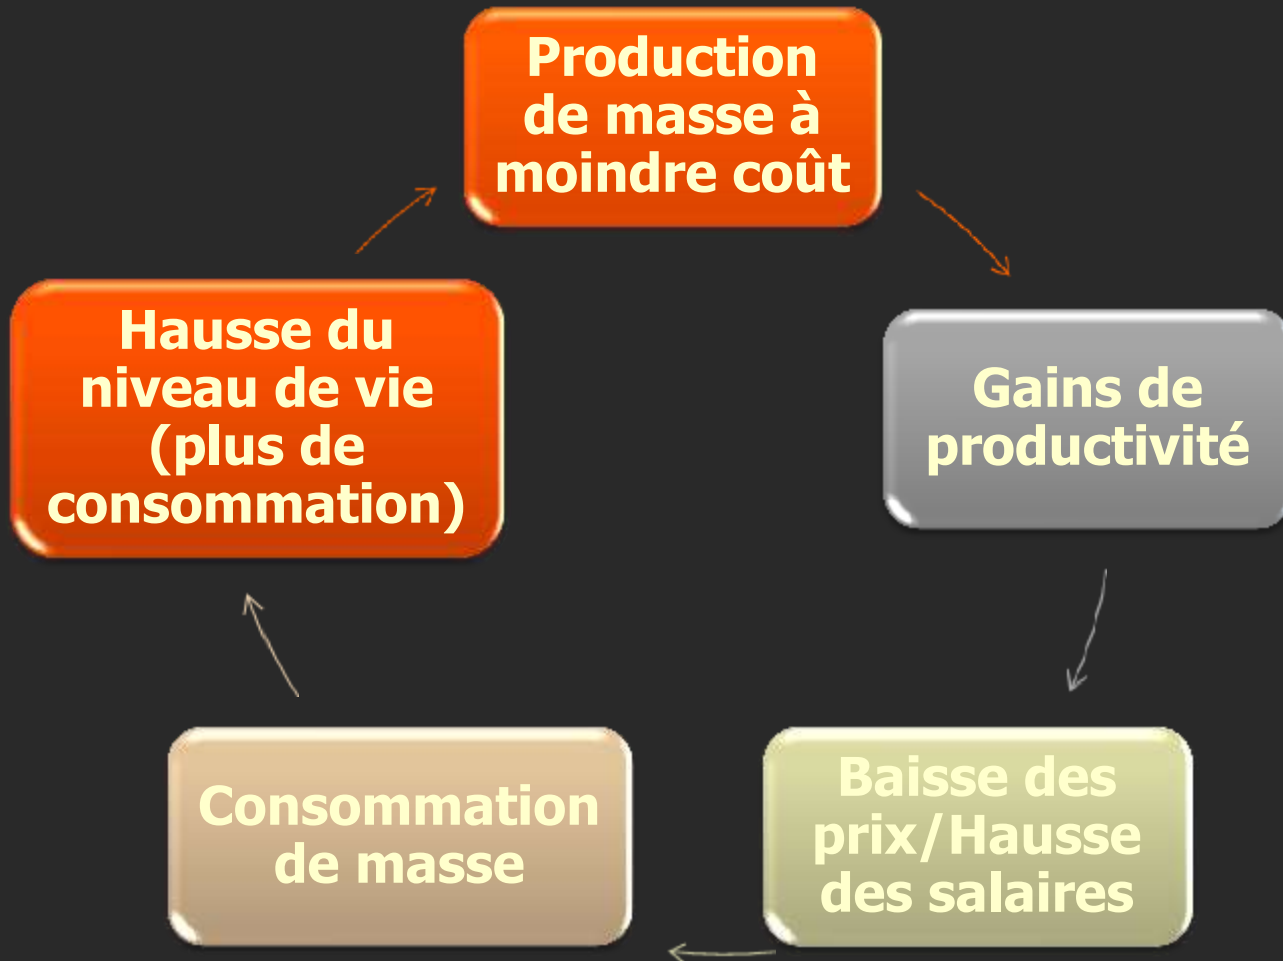 Production
de masse à
moindre coût
Gains de
productivité
Baisse des
prix/Hausse
des salaires
Consommation
de masse
Hausse du
niveau de vie
(plus de
consommation)